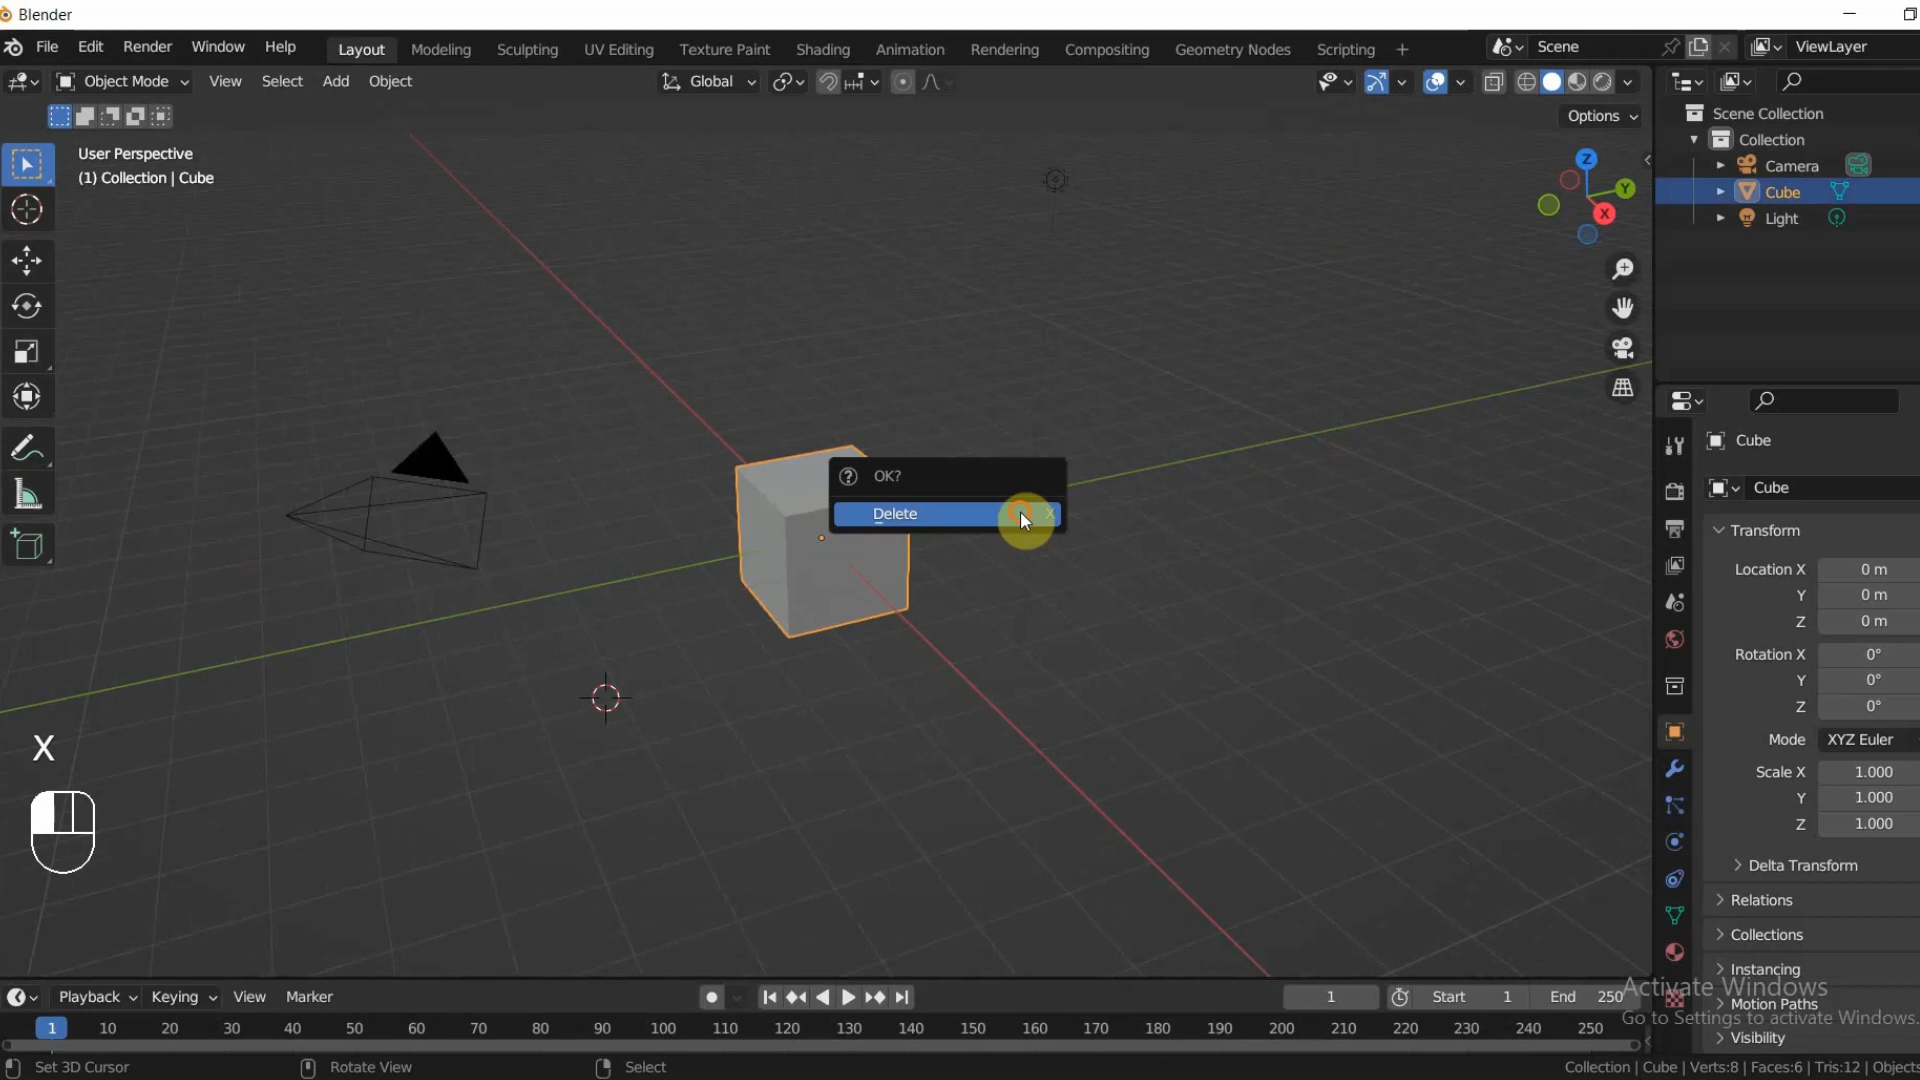 Blender
File Edit Render Window Help Layout Modeling Sculpting UV Editing Texture Paint Shading Animation Rendering Compositing Geometry Nodes Scripting + Scene ViewLayer
Object Mode View Select Add Object Global
Options
User Perspective
(1) Collection | Cube
Z
Y
X
Scene Collection
Collection
Camera
Cube
Light
OK?
Delete X
Cube
Cube
Transform
Location X 0 m
Y 0 m
Z 0 m
Rotation X 0°
Y 0°
Z 0°
Mode XYZ Euler
Scale X 1.000
Y 1.000
Z 1.000
Delta Transform
Relations
Collections
Instancing
Motion Paths
Visibility
X
Activate Windows
Go to Settings to activate Windows.
Playback Keying View Marker 1 Start 1 End 250
1 10 20 30 40 50 60 70 80 90 100 110 120 130 140 150 160 170 180 190 200 210 220 230 240 250
Set 3D Cursor Rotate View Select Collection | Cube | Verts:8 | Faces:6 | Tris:12 | Objects